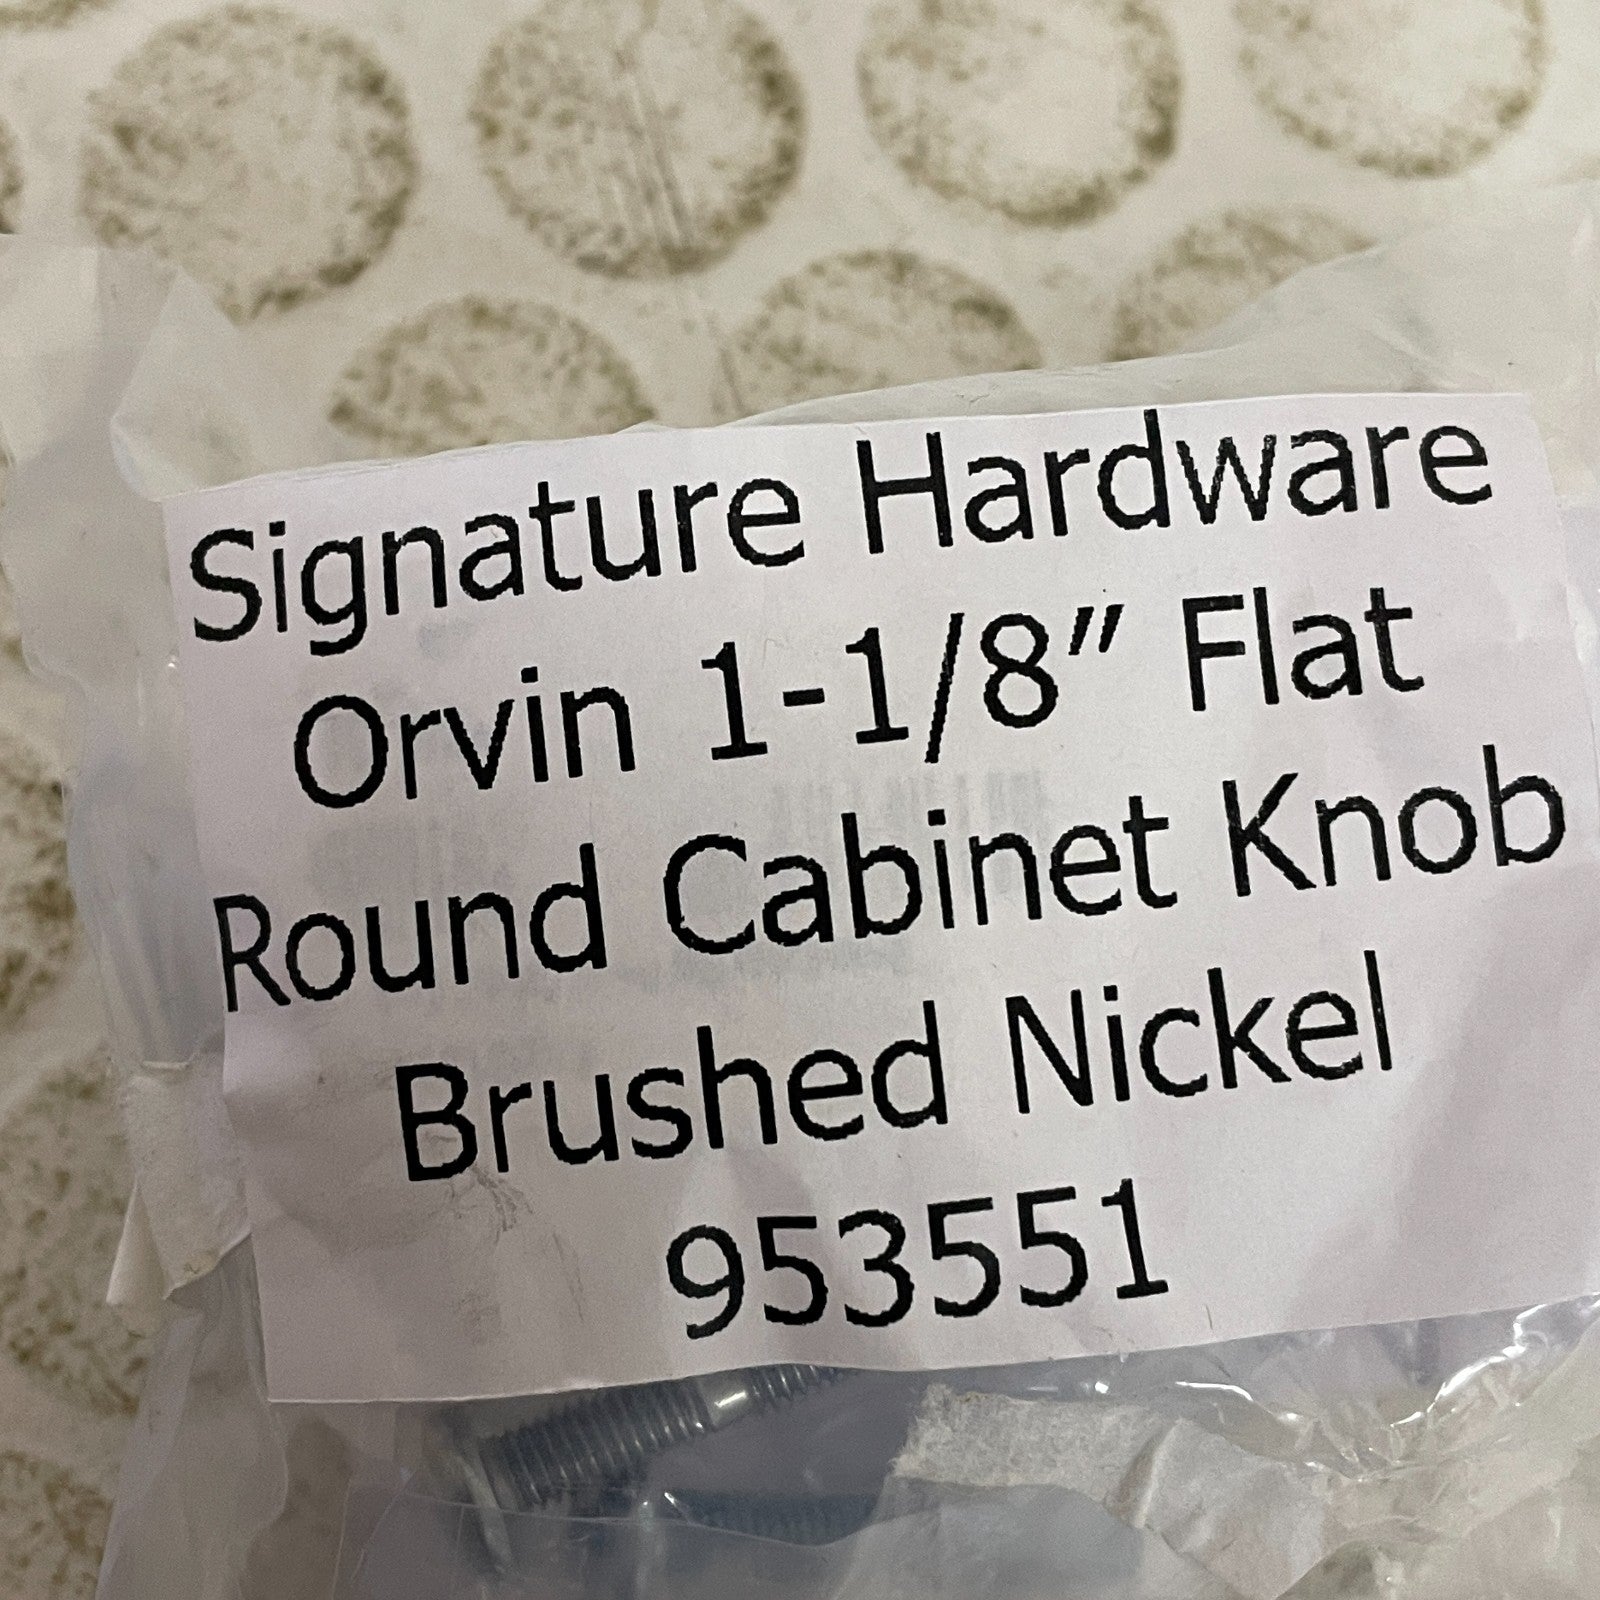 Signature Hardware
Orvin 1-1/8" Flat
Round Cabinet Knob
Brushed Nickel
953551